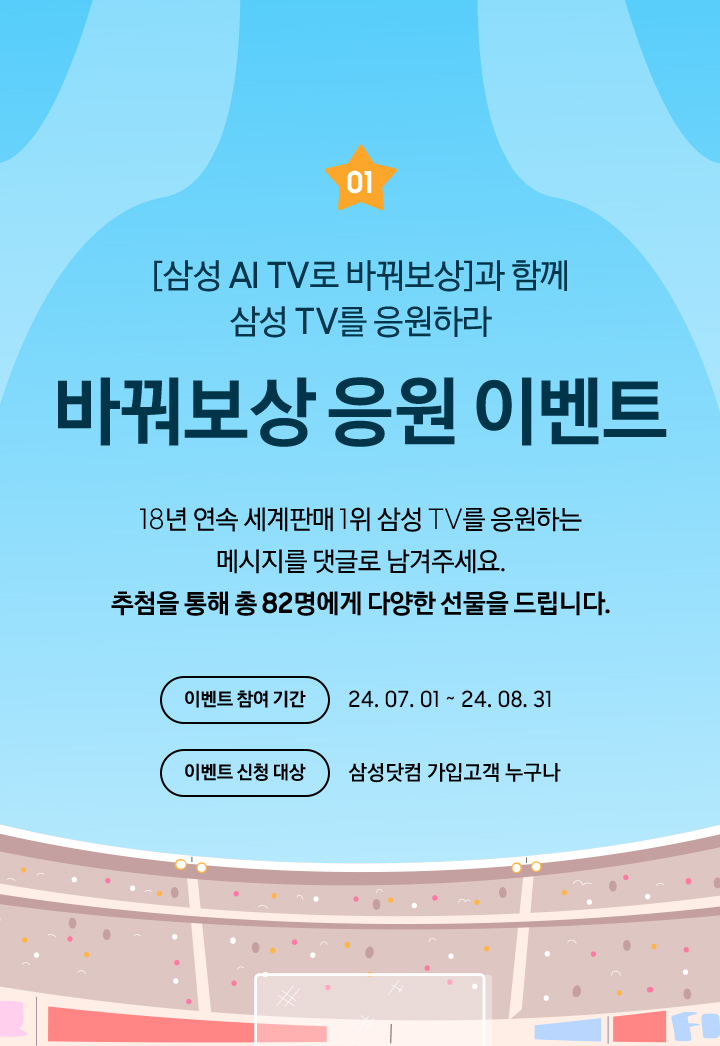 01
[삼성 AI TV로 바꿔보상]과 함께
삼성 TV를 응원하라
바꿔보상 응원 이벤트
18년 연속 세계판매 1위 삼성 TV를 응원하는
메시지를 댓글로 남겨주세요.
추첨을 통해 총 82명에게 다양한 선물을 드립니다.
이벤트 참여 기간 24. 07. 01 ~ 24. 08. 31
이벤트 신청 대상 삼성닷컴 가입고객 누구나